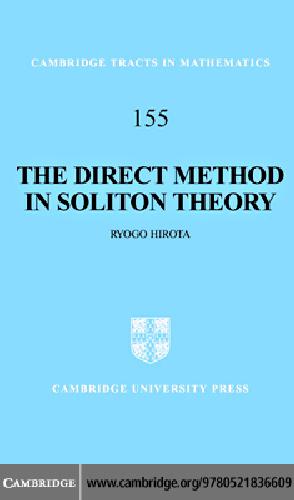 CAMBRIDGE TRACTS IN MATHEMATICS
155
THE DIRECT METHOD
IN SOLITON THEORY
RYOGO HIROTA
CAMBRIDGE UNIVERSITY PRESS
CAMBRIDGE www.cambridge.org/9780521836609